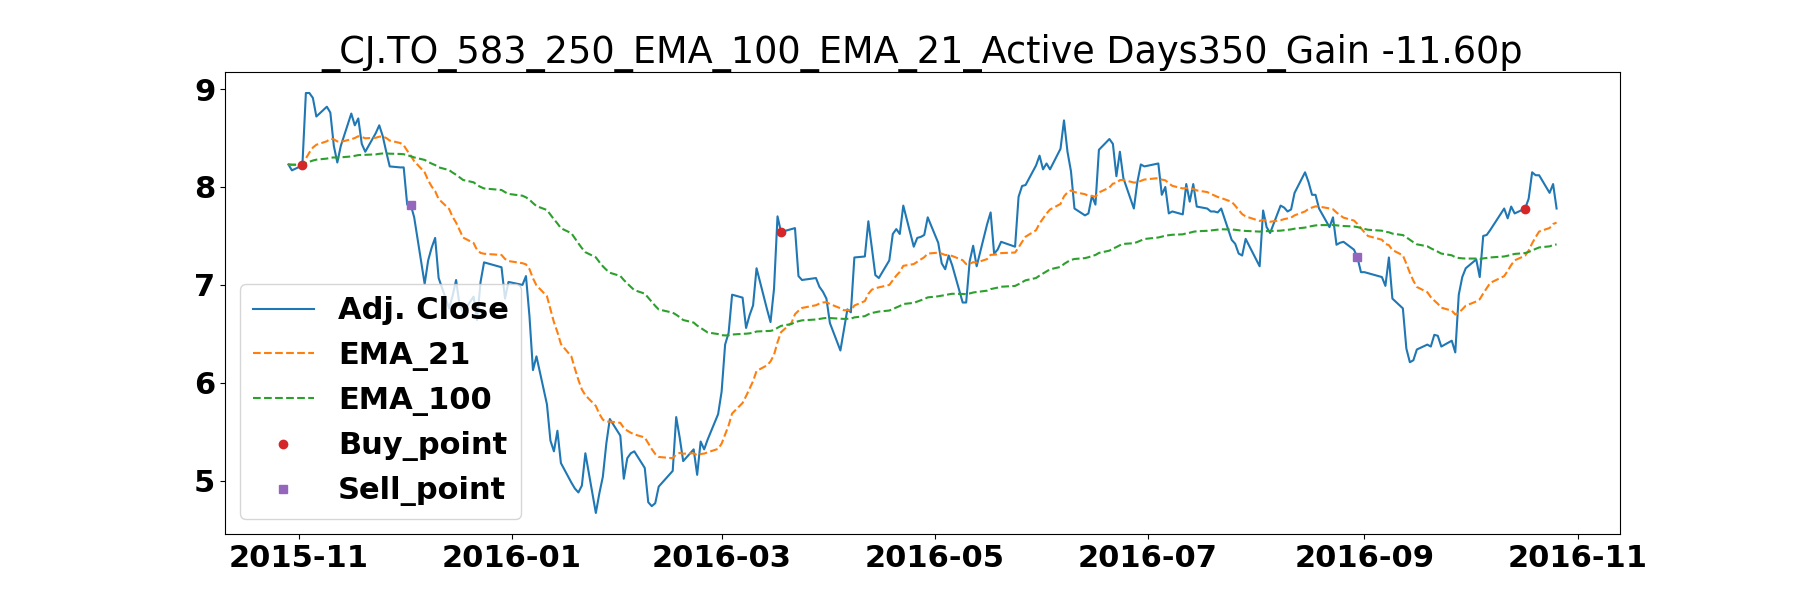 _CJ.TO_583_250_EMA_100_EMA_21_Active Days350_Gain -11.60p
9
8
7
6
5
Adj. Close
EMA_21
EMA_100
Buy_point
Sell_point
2015-11 2016-01 2016-03 2016-05 2016-07 2016-09 2016-11